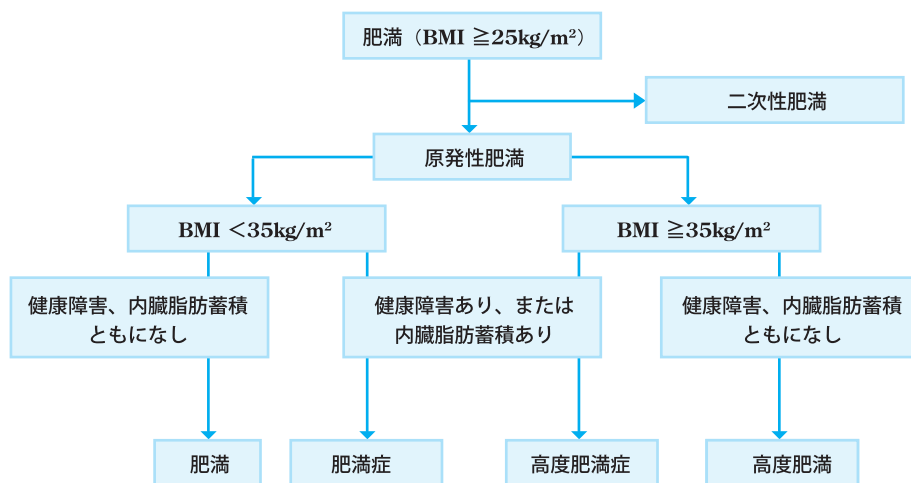 肥満（BMI ≧25kg/m²）
二次性肥満
原発性肥満
BMI ＜35kg/m²
BMI ≧35kg/m²
健康障害、内臓脂肪蓄積
ともになし
健康障害あり、または
内臓脂肪蓄積あり
健康障害、内臓脂肪蓄積
ともになし
肥満
肥満症
高度肥満症
高度肥満